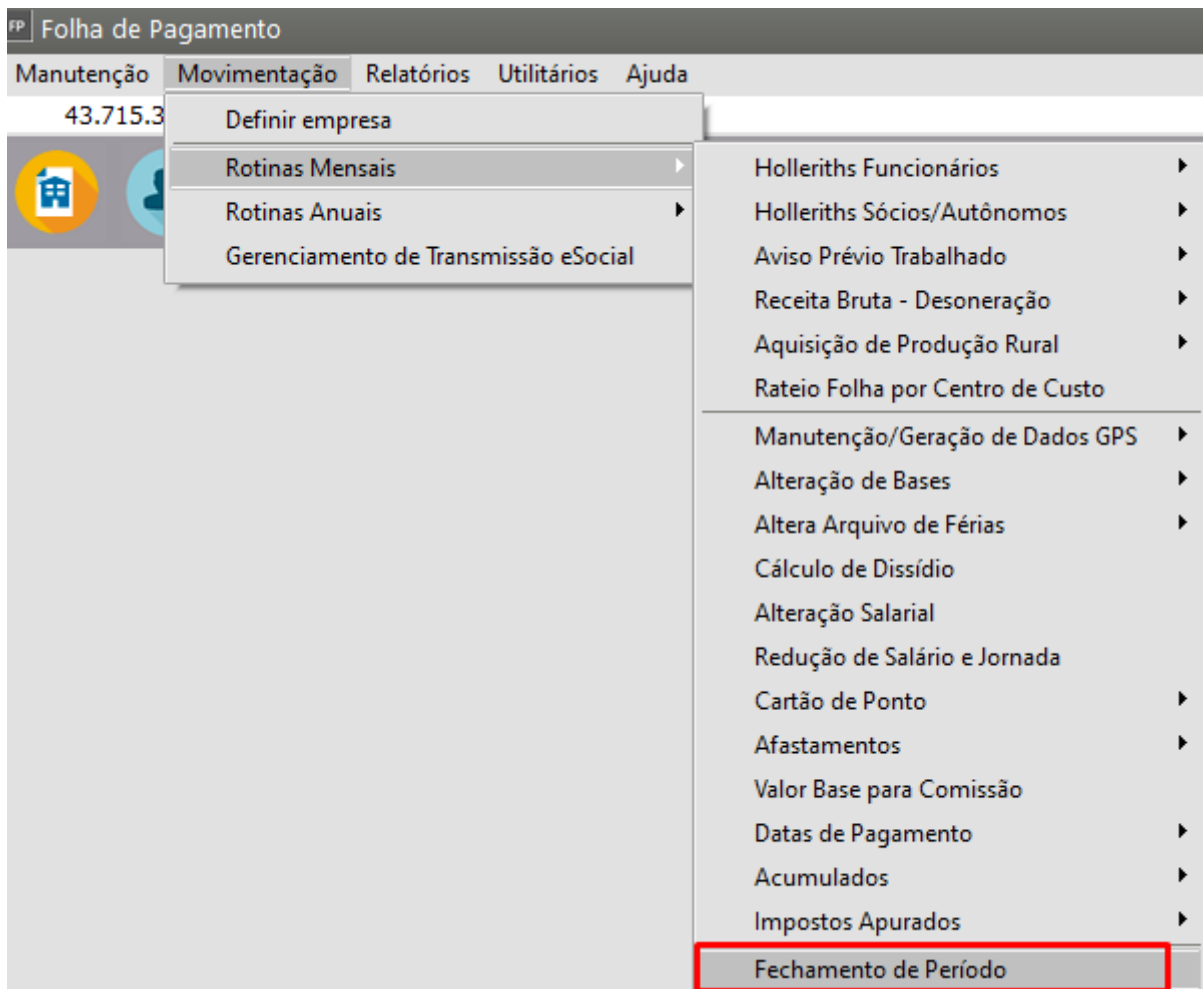 FP Folha de Pagamento
Manutenção Movimentação Relatórios Utilitários Ajuda
43.715.3
Definir empresa
Rotinas Mensais
Rotinas Anuais
Gerenciamento de Transmissão eSocial
Holleriths Funcionários
Holleriths Sócios/Autônomos
Aviso Prévio Trabalhado
Receita Bruta - Desoneração
Aquisição de Produção Rural
Rateio Folha por Centro de Custo
Manutenção/Geração de Dados GPS
Alteração de Bases
Altera Arquivo de Férias
Cálculo de Dissídio
Alteração Salarial
Redução de Salário e Jornada
Cartão de Ponto
Afastamentos
Valor Base para Comissão
Datas de Pagamento
Acumulados
Impostos Apurados
Fechamento de Período